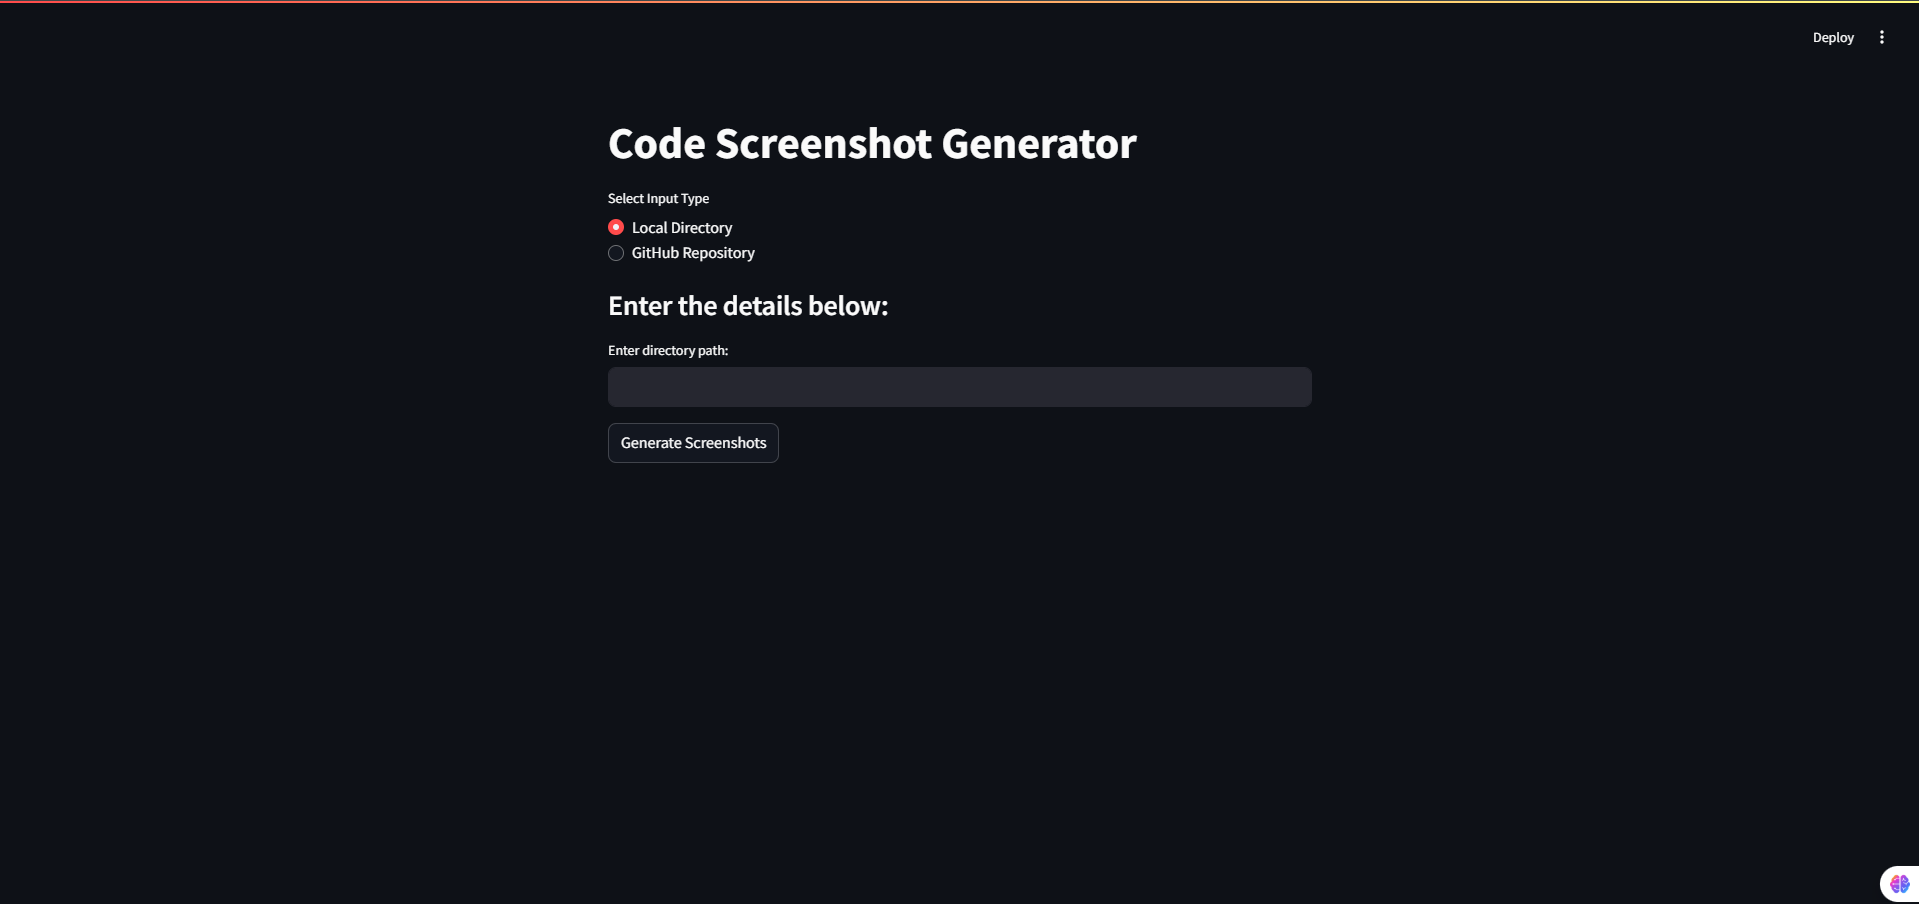 Deploy
Code Screenshot Generator
Select Input Type
Local Directory
GitHub Repository
Enter the details below:
Enter directory path:
Generate Screenshots